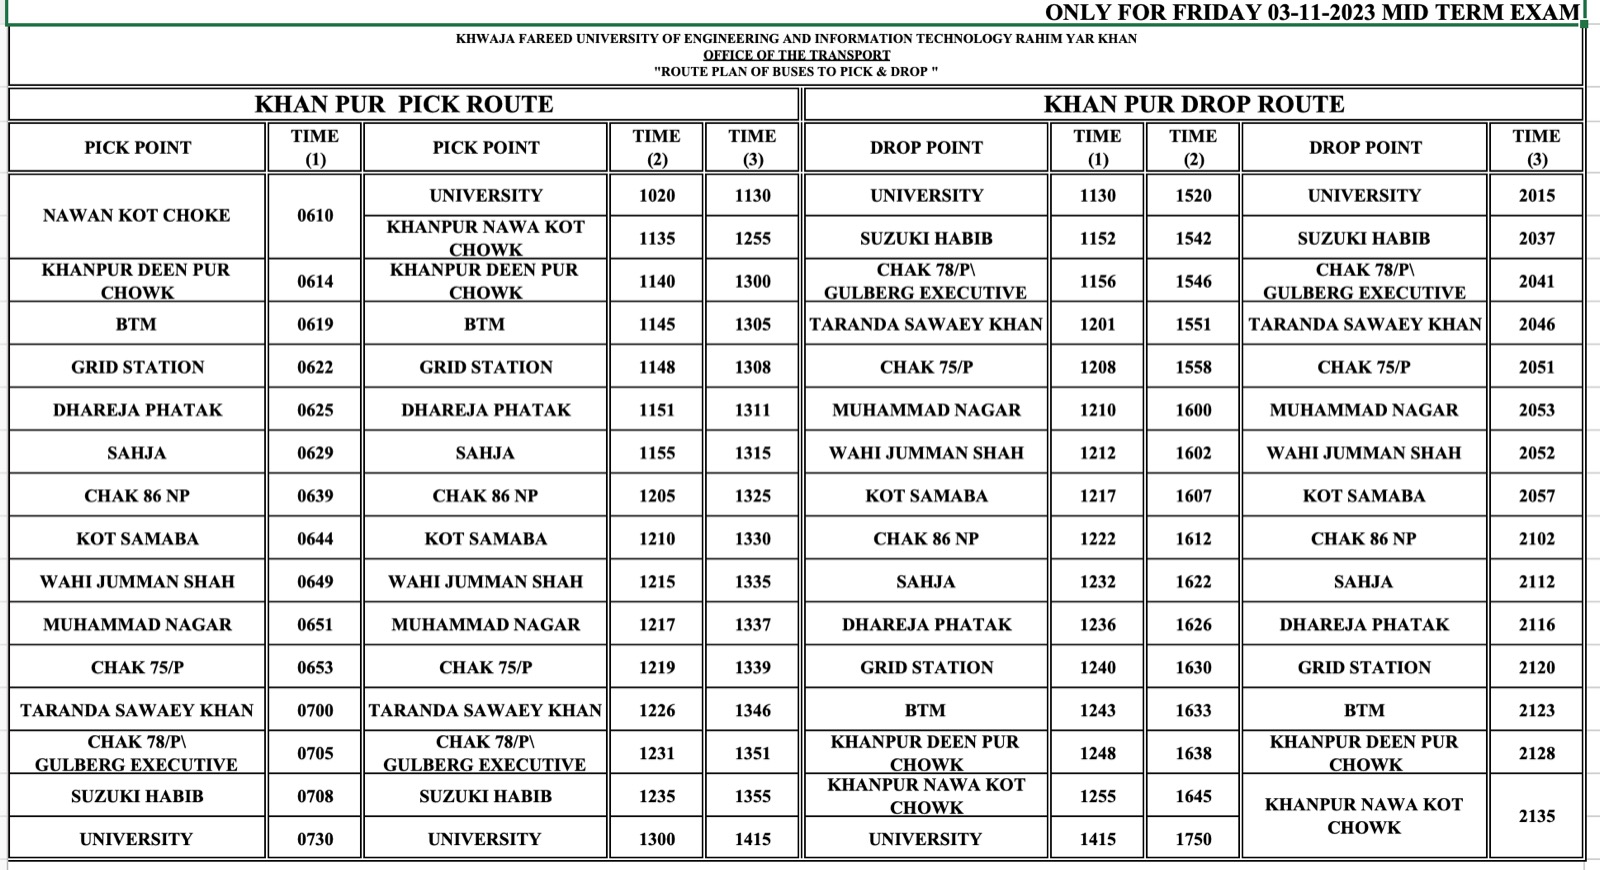 ONLY FOR FRIDAY 03-11-2023 MID TERM EXAM
KHWAJA FAREED UNIVERSITY OF ENGINEERING AND INFORMATION TECHNOLOGY RAHIM YAR KHAN
OFFICE OF THE TRANSPORT
"ROUTE PLAN OF BUSES TO PICK & DROP "
KHAN PUR PICK ROUTE KHAN PUR DROP ROUTE
PICK POINT TIME (1) PICK POINT TIME (2) TIME (3) DROP POINT TIME (1) TIME (2) DROP POINT TIME (3)
NAWAN KOT CHOKE 0610 UNIVERSITY 1020 1130 UNIVERSITY 1130 1520 UNIVERSITY 2015
KHANPUR NAWA KOT CHOWK 1135 1255 SUZUKI HABIB 1152 1542 SUZUKI HABIB 2037
KHANPUR DEEN PUR CHOWK 0614 KHANPUR DEEN PUR CHOWK 1140 1300 CHAK 78/P\ GULBERG EXECUTIVE 1156 1546 CHAK 78/P\ GULBERG EXECUTIVE 2041
BTM 0619 BTM 1145 1305 TARANDA SAWAEY KHAN 1201 1551 TARANDA SAWAEY KHAN 2046
GRID STATION 0622 GRID STATION 1148 1308 CHAK 75/P 1208 1558 CHAK 75/P 2051
DHAREJA PHATAK 0625 DHAREJA PHATAK 1151 1311 MUHAMMAD NAGAR 1210 1600 MUHAMMAD NAGAR 2053
SAHJA 0629 SAHJA 1155 1315 WAHI JUMMAN SHAH 1212 1602 WAHI JUMMAN SHAH 2052
CHAK 86 NP 0639 CHAK 86 NP 1205 1325 KOT SAMABA 1217 1607 KOT SAMABA 2057
KOT SAMABA 0644 KOT SAMABA 1210 1330 CHAK 86 NP 1222 1612 CHAK 86 NP 2102
WAHI JUMMAN SHAH 0649 WAHI JUMMAN SHAH 1215 1335 SAHJA 1232 1622 SAHJA 2112
MUHAMMAD NAGAR 0651 MUHAMMAD NAGAR 1217 1337 DHAREJA PHATAK 1236 1626 DHAREJA PHATAK 2116
CHAK 75/P 0653 CHAK 75/P 1219 1339 GRID STATION 1240 1630 GRID STATION 2120
TARANDA SAWAEY KHAN 0700 TARANDA SAWAEY KHAN 1226 1346 BTM 1243 1633 BTM 2123
CHAK 78/P\ GULBERG EXECUTIVE 0705 CHAK 78/P\ GULBERG EXECUTIVE 1231 1351 KHANPUR DEEN PUR CHOWK 1248 1638 KHANPUR DEEN PUR CHOWK 2128
SUZUKI HABIB 0708 SUZUKI HABIB 1235 1355 KHANPUR NAWA KOT CHOWK 1255 1645 KHANPUR NAWA KOT CHOWK 2135
UNIVERSITY 0730 UNIVERSITY 1300 1415 UNIVERSITY 1415 1750